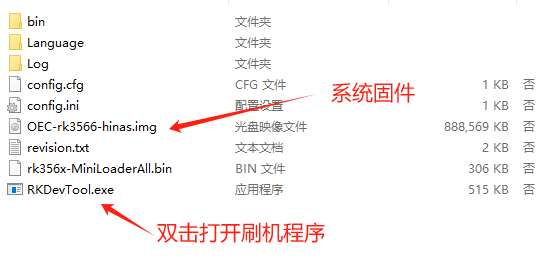 bin 文件夹
Language 文件夹
Log 文件夹
config.cfg CFG 文件 1 KB 否
config.ini 配置设置 1 KB 否
系统固件
OEC-rk3566-hinas.img 光盘映像文件 888,569 KB 否
revision.txt 文本文档 2 KB 否
rk356x-MiniLoaderAll.bin BIN 文件 306 KB 否
RKDevTool.exe 应用程序 515 KB 否
双击打开刷机程序